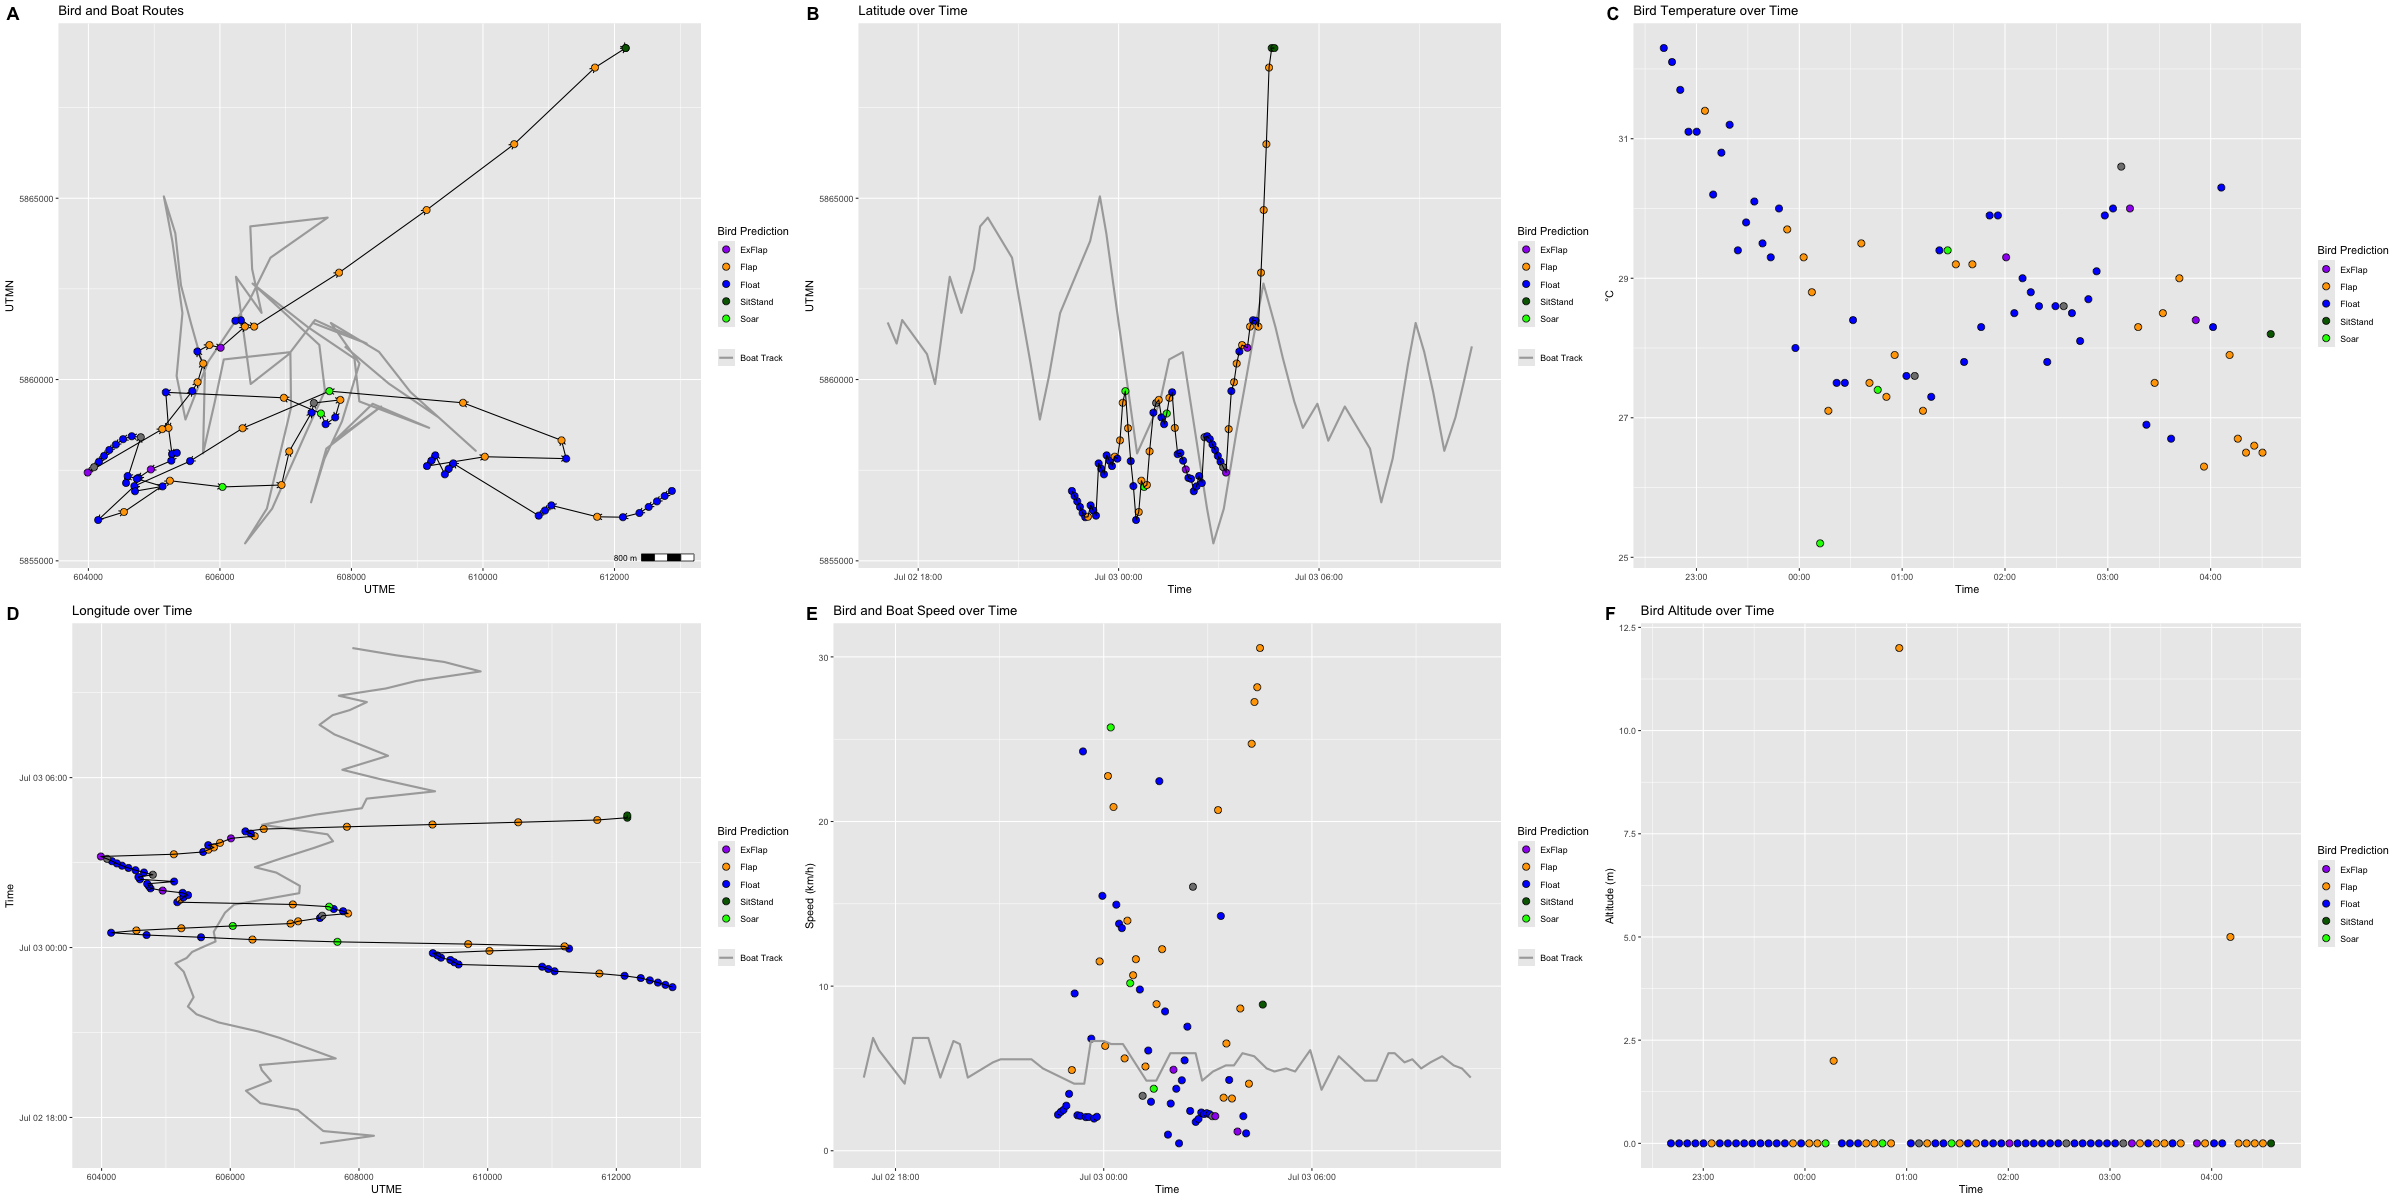 A Bird and Boat Routes
UTMN
5865000
5860000
5855000
604000 606000 608000 610000 612000
UTME
800 m
Bird Prediction
ExFlap
Flap
Float
SitStand
Soar
Boat Track
B Latitude over Time
UTMN
5865000
5860000
5855000
Jul 02 18:00 Jul 03 00:00 Jul 03 06:00
Time
Bird Prediction
ExFlap
Flap
Float
SitStand
Soar
Boat Track
C Bird Temperature over Time
°C
31
29
27
25
23:00 00:00 01:00 02:00 03:00 04:00
Time
Bird Prediction
ExFlap
Flap
Float
SitStand
Soar
D Longitude over Time
Time
Jul 03 06:00
Jul 03 00:00
Jul 02 18:00
604000 606000 608000 610000 612000
UTME
Bird Prediction
ExFlap
Flap
Float
SitStand
Soar
Boat Track
E Bird and Boat Speed over Time
Speed (km/h)
30
20
10
0
Jul 02 18:00 Jul 03 00:00 Jul 03 06:00
Time
Bird Prediction
ExFlap
Flap
Float
SitStand
Soar
Boat Track
F Bird Altitude over Time
Altitude (m)
12.5
10.0
7.5
5.0
2.5
0.0
23:00 00:00 01:00 02:00 03:00 04:00
Time
Bird Prediction
ExFlap
Flap
Float
SitStand
Soar